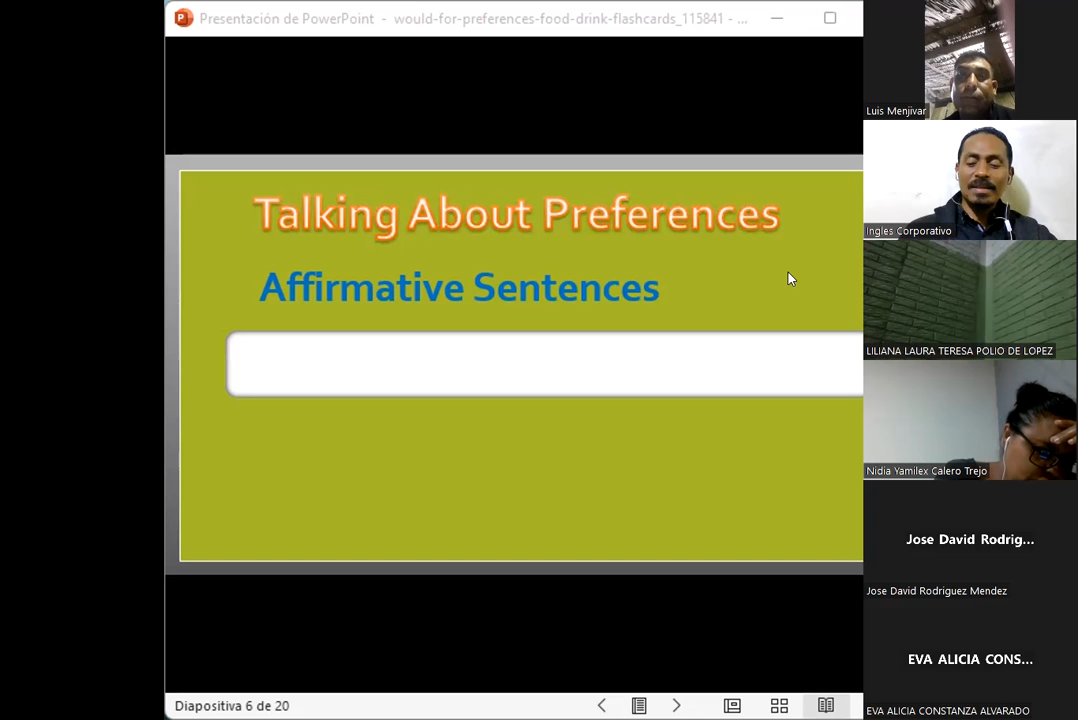 Presentación de PowerPoint - would-for-preferences-food-drink-flashcards_115841 - ...
Talking About Preferences
Affirmative Sentences
Diapositiva 6 de 20
Luis Menjivar
Ingles Corporativo
LILIANA LAURA TERESA POLIO DE LOPEZ
Nidia Yamilex Calero Trejo
Jose David Rodrig...
Jose David Rodriguez Mendez
EVA ALICIA CONS...
EVA ALICIA CONSTANZA ALVARADO